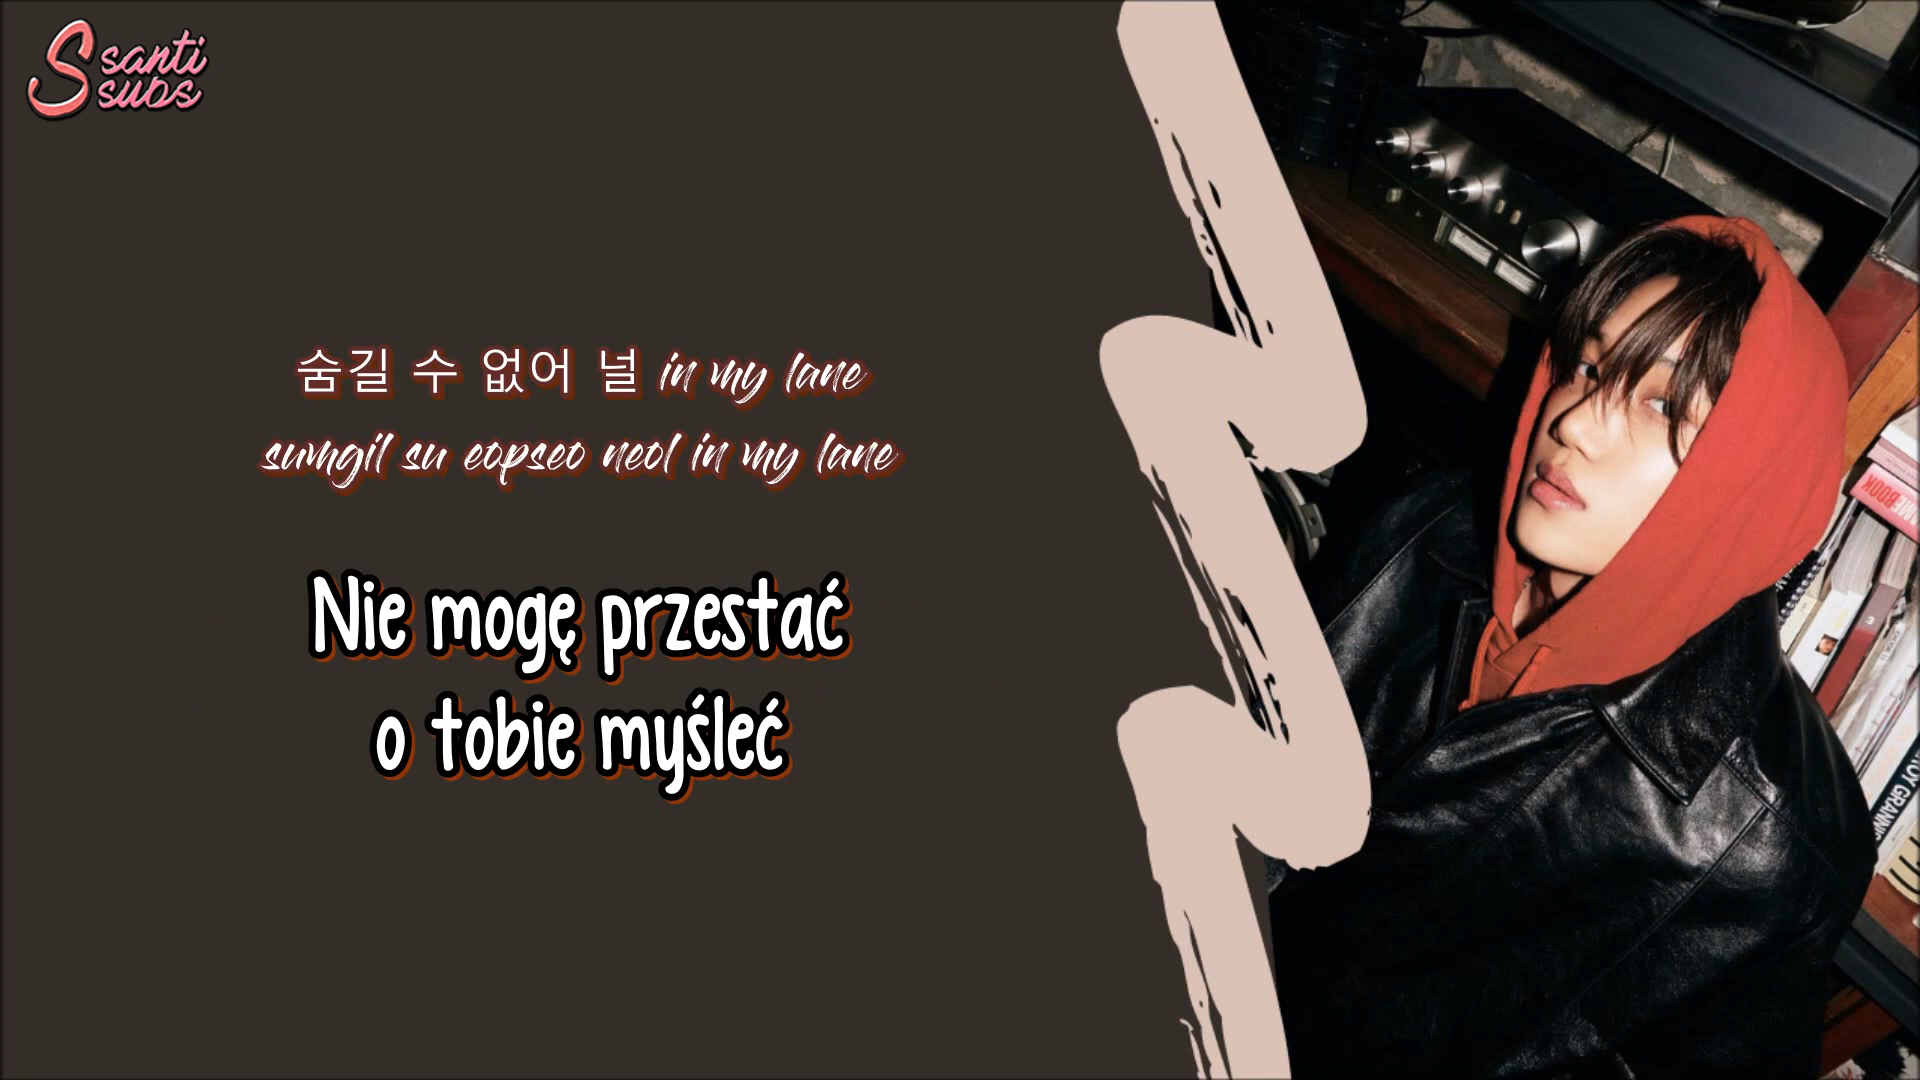 Ssanti
subs
숨길 수 없어 널 in my lane
sumgil su eopseo neol in my lane
Nie mogę przestać
o tobie myśleć